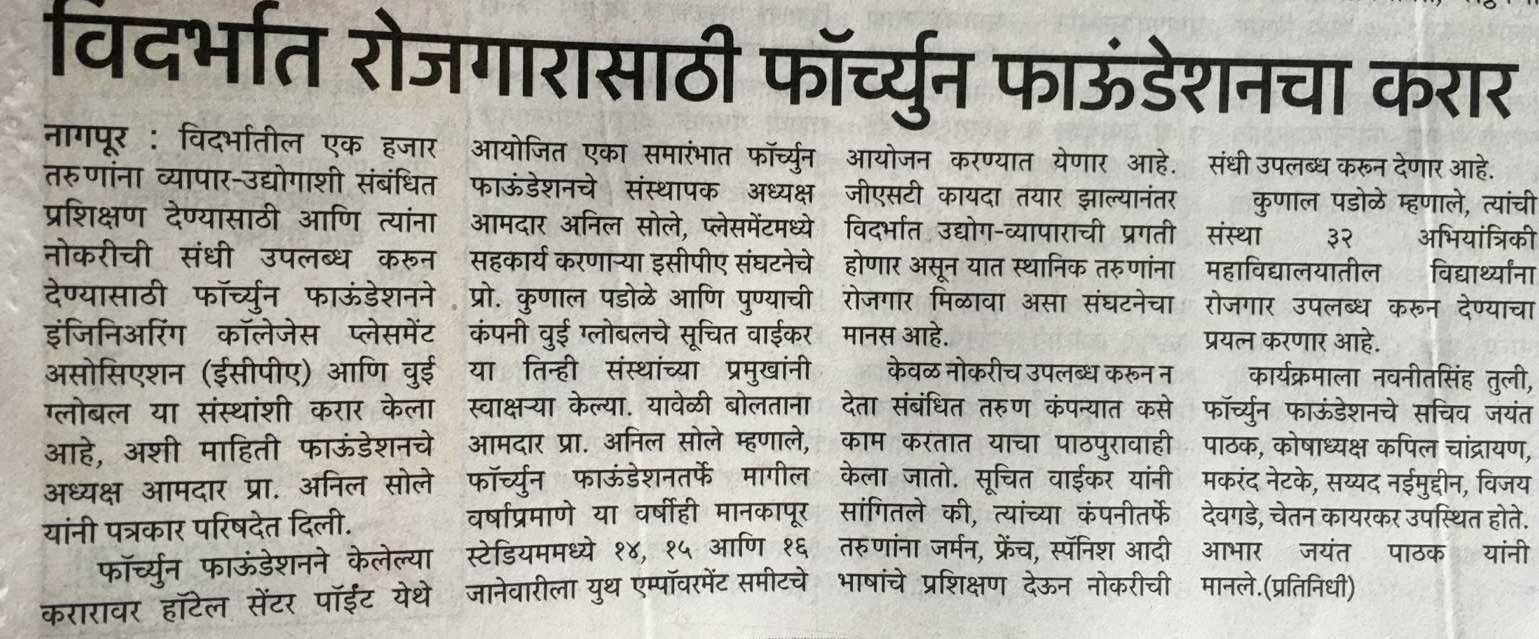 विदर्भात रोजगारासाठी फॉर्च्युन फाऊंडेशनचा करार
नागपूर : विदर्भातील एक हजार
तरुणांना व्यापार-उद्योगाशी संबंधित
प्रशिक्षण देण्यासाठी आणि त्यांना
नोकरीची संधी उपलब्ध करून
देण्यासाठी फॉर्च्युन फाऊंडेशनने
इंजिनिअरिंग कॉलेजेस प्लेसमेंट
असोसिएशन (ईसीपीए) आणि वुई
ग्लोबल या संस्थांशी करार केला
आहे, अशी माहिती फाऊंडेशनचे
अध्यक्ष आमदार प्रा. अनिल सोले
यांनी पत्रकार परिषदेत दिली.
फॉर्च्युन फाऊंडेशनने केलेल्या
करारावर हॉटेल सेंटर पॉईंट येथे
आयोजित एका समारंभात फॉर्च्युन
फाऊंडेशनचे संस्थापक अध्यक्ष
आमदार अनिल सोले, प्लेसमेंटमध्ये
सहकार्य करणाऱ्या इसीपीए संघटनेचे
प्रो. कुणाल पडोळे आणि पुण्याची
कंपनी वुई ग्लोबलचे सूचित वाईकर
या तिन्ही संस्थांच्या प्रमुखांनी
स्वाक्षऱ्या केल्या. यावेळी बोलताना
आमदार प्रा. अनिल सोले म्हणाले,
फॉर्च्युन फाऊंडेशनतर्फे मागील
वर्षाप्रमाणे या वर्षीही मानकापूर
स्टेडियममध्ये १४, १५ आणि १६
जानेवारीला युथ एम्पॉवरमेंट समीटचे
आयोजन करण्यात येणार आहे.
जीएसटी कायदा तयार झाल्यानंतर
विदर्भात उद्योग-व्यापाराची प्रगती
होणार असून यात स्थानिक तरुणांना
रोजगार मिळावा असा संघटनेचा
मानस आहे.
केवळ नोकरीच उपलब्ध करून न
देता संबंधित तरुण कंपन्यात कसे
काम करतात याचा पाठपुरावाही
केला जातो. सूचित वाईकर यांनी
सांगितले की, त्यांच्या कंपनीतर्फे
तरुणांना जर्मन, फ्रेंच, स्पॅनिश आदी
भाषांचे प्रशिक्षण देऊन नोकरीची
संधी उपलब्ध करून देणार आहे.
कुणाल पडोळे म्हणाले, त्यांची
संस्था ३२ अभियांत्रिकी
महाविद्यालयातील विद्यार्थ्यांना
रोजगार उपलब्ध करून देण्याचा
प्रयत्न करणार आहे.
कार्यक्रमाला नवनीतसिंह तुली,
फॉर्च्युन फाऊंडेशनचे सचिव जयंत
पाठक, कोषाध्यक्ष कपिल चांद्रायण,
मकरंद नेटके, सय्यद नईमुद्दीन, विजय
देवगडे, चेतन कायरकर उपस्थित होते.
आभार जयंत पाठक यांनी
मानले.(प्रतिनिधी)